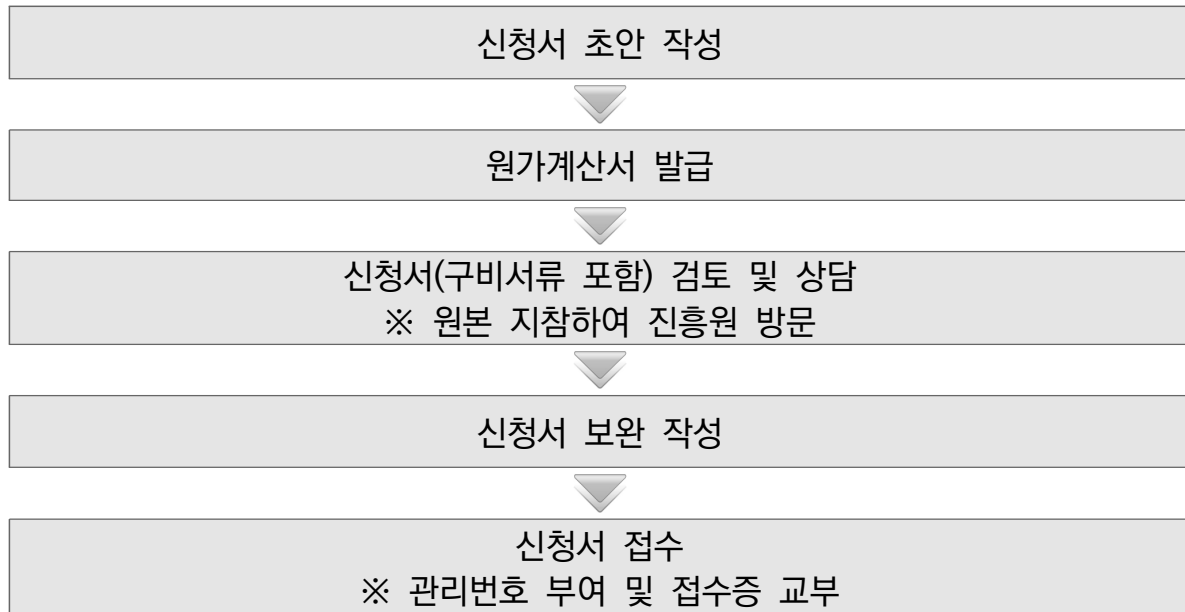 신청서 초안 작성
원가계산서 발급
신청서(구비서류 포함) 검토 및 상담
※ 원본 지참하여 진흥원 방문
신청서 보완 작성
신청서 접수
※ 관리번호 부여 및 접수증 교부